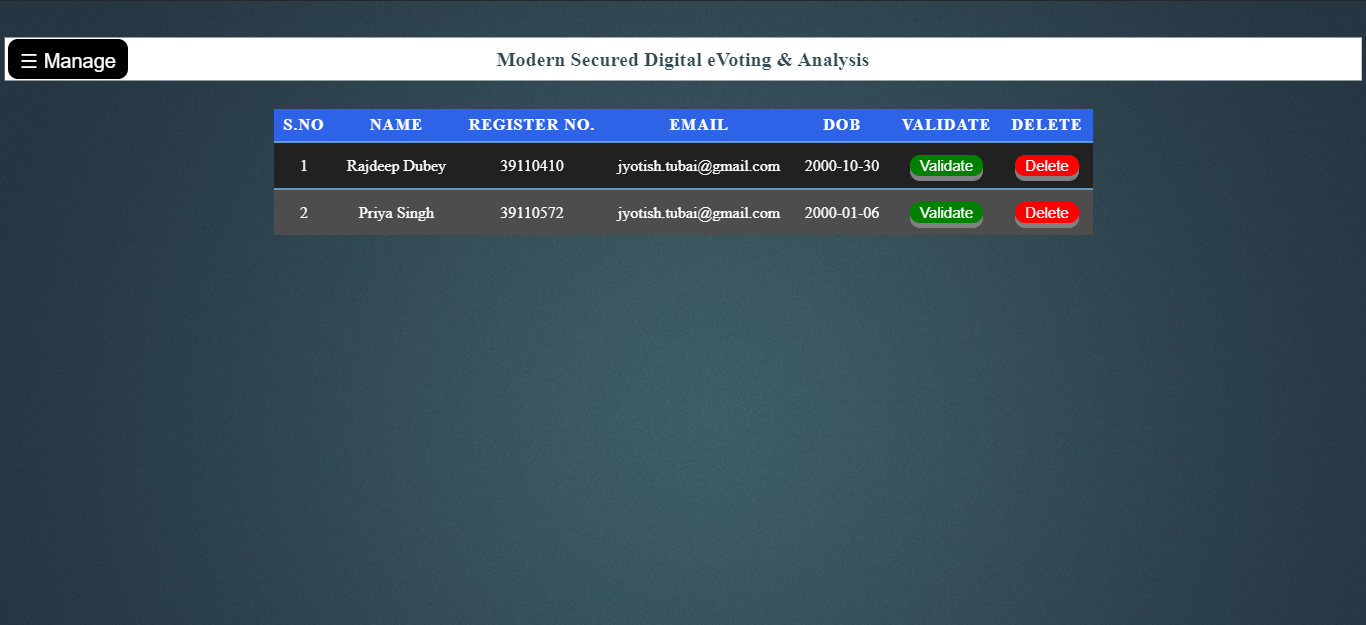 ☰ Manage
Modern Secured Digital eVoting & Analysis
S.NO NAME REGISTER NO. EMAIL DOB VALIDATE DELETE
1 Rajdeep Dubey 39110410 jyotish.tubai@gmail.com 2000-10-30 Validate Delete
2 Priya Singh 39110572 jyotish.tubai@gmail.com 2000-01-06 Validate Delete